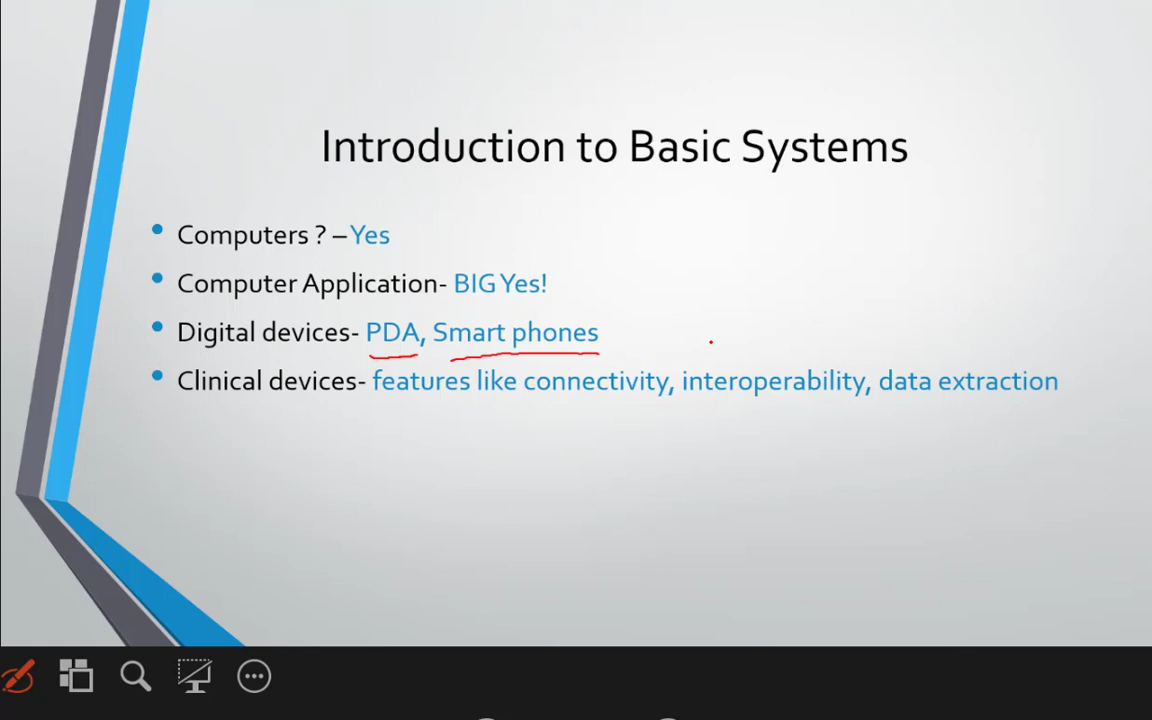 Introduction to Basic Systems
Computers ? – Yes
Computer Application- BIG Yes!
Digital devices- PDA, Smart phones
Clinical devices- features like connectivity, interoperability, data extraction